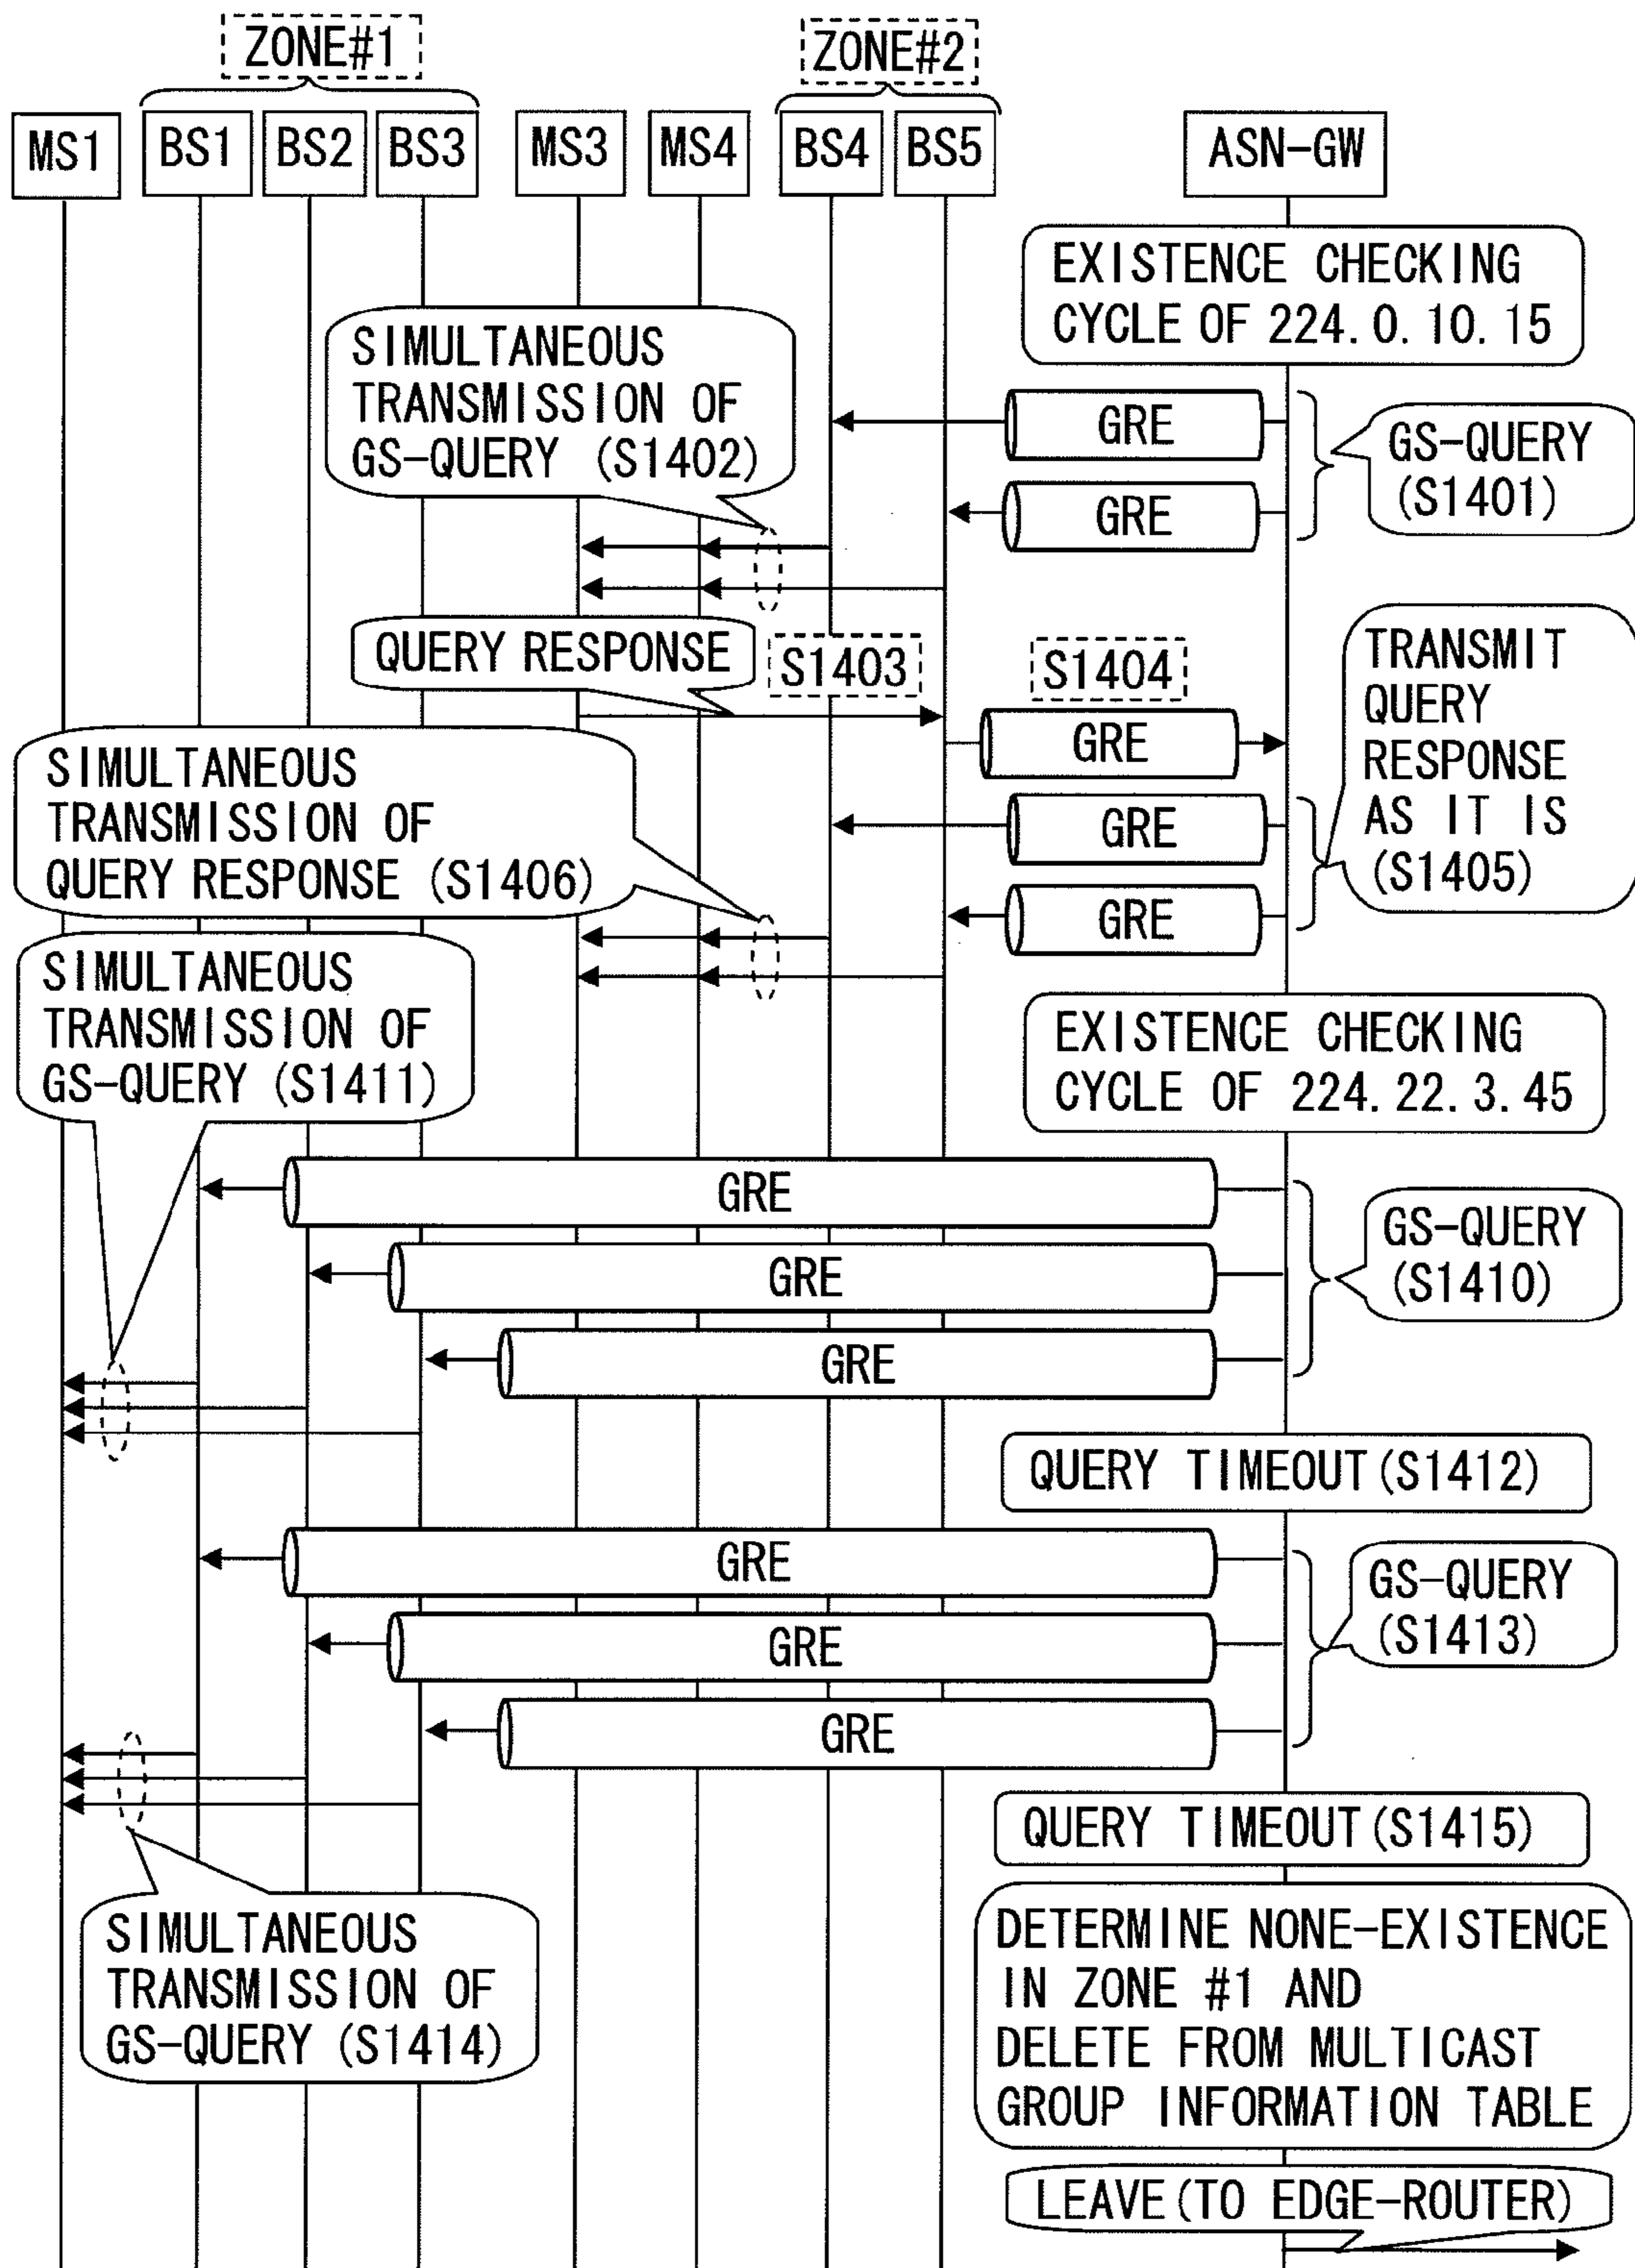 ZONE#1
ZONE#2
MS1
BS1
BS2
BS3
MS3
MS4
BS4
BS5
ASN-GW
EXISTENCE CHECKING
CYCLE OF 224.0.10.15
SIMULTANEOUS
TRANSMISSION OF
GS-QUERY (S1402)
GRE
GS-QUERY
(S1401)
GRE
QUERY RESPONSE
S1403
S1404
TRANSMIT
QUERY
RESPONSE
AS IT IS
(S1405)
GRE
SIMULTANEOUS
TRANSMISSION OF
QUERY RESPONSE (S1406)
GRE
GRE
SIMULTANEOUS
TRANSMISSION OF
GS-QUERY (S1411)
EXISTENCE CHECKING
CYCLE OF 224.22.3.45
GRE
GS-QUERY
(S1410)
GRE
GRE
QUERY TIMEOUT(S1412)
GRE
GS-QUERY
(S1413)
GRE
GRE
QUERY TIMEOUT(S1415)
SIMULTANEOUS
TRANSMISSION OF
GS-QUERY (S1414)
DETERMINE NONE-EXISTENCE
IN ZONE #1 AND
DELETE FROM MULTICAST
GROUP INFORMATION TABLE
LEAVE(TO EDGE-ROUTER)